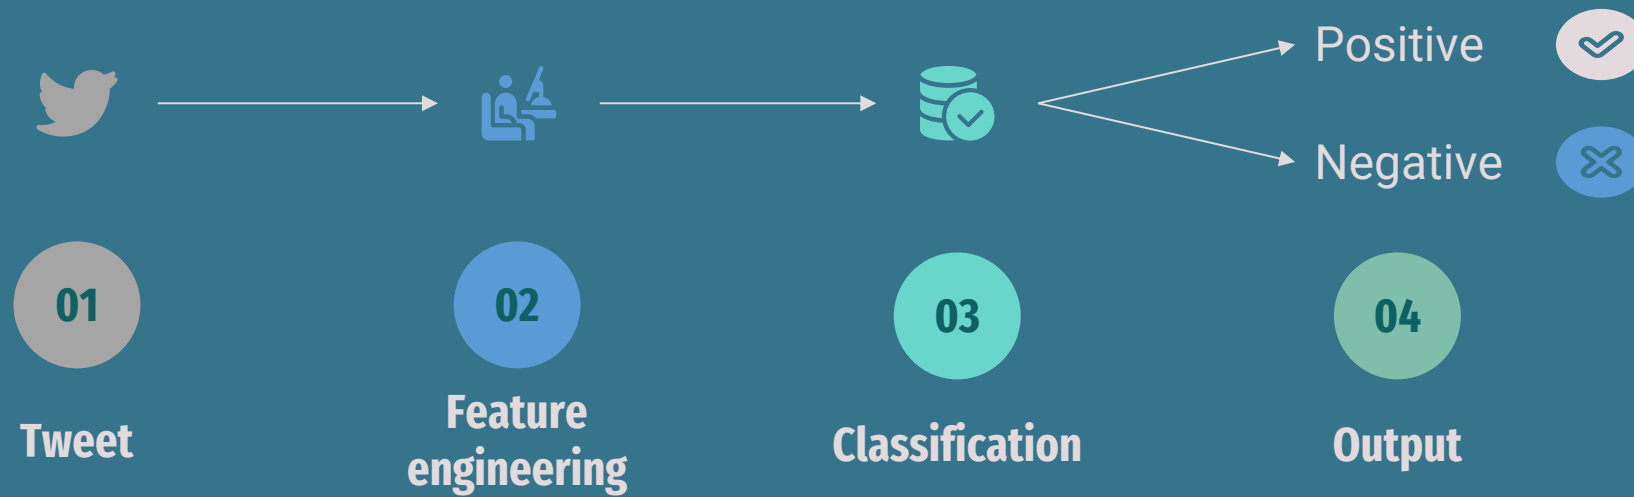 Positive
Negative
01
02
03
04
Tweet
Feature
engineering
Classification
Output